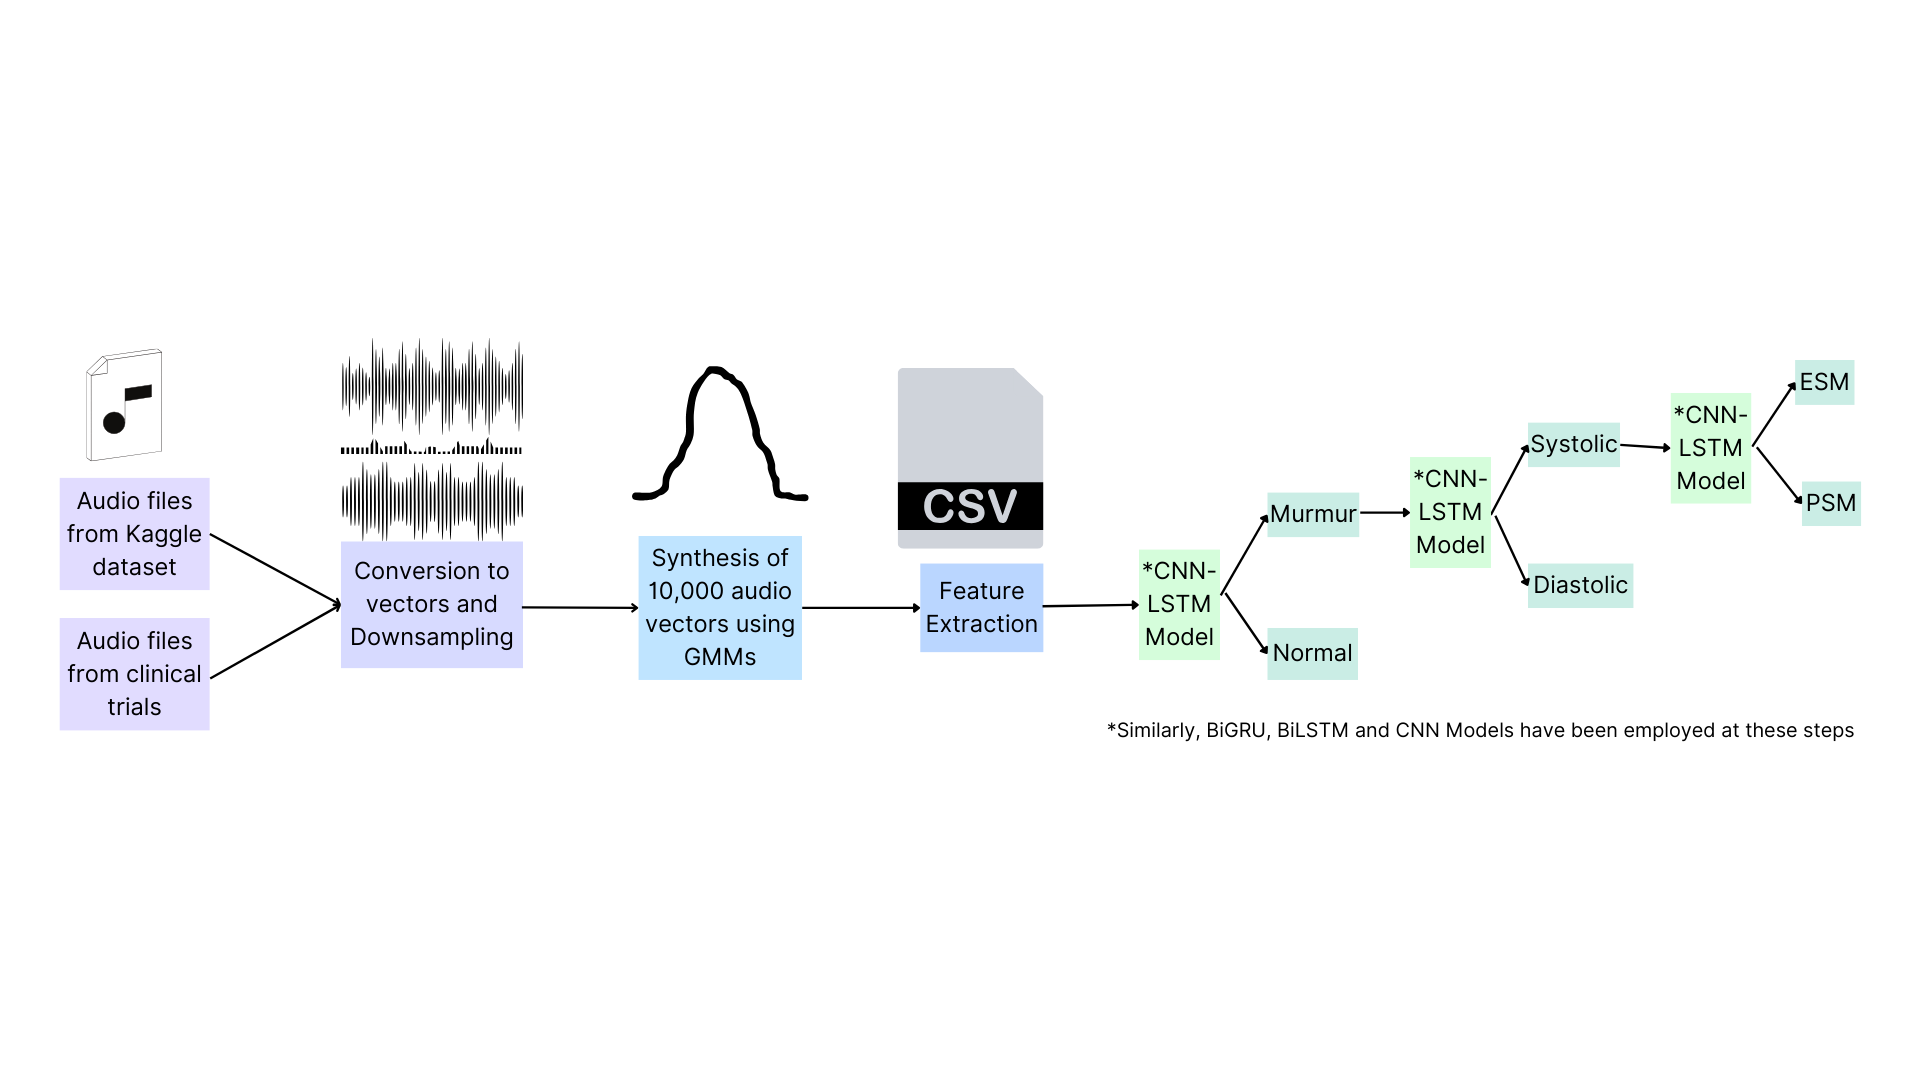 Audio files
from Kaggle
dataset
Audio files
from clinical
trials
Conversion to
vectors and
Downsampling
Synthesis of
10,000 audio
vectors using
GMMs
CSV
Feature
Extraction
*CNN-
LSTM
Model
Murmur
Normal
*CNN-
LSTM
Model
Systolic
Diastolic
*CNN-
LSTM
Model
ESM
PSM
*Similarly, BiGRU, BiLSTM and CNN Models have been employed at these steps